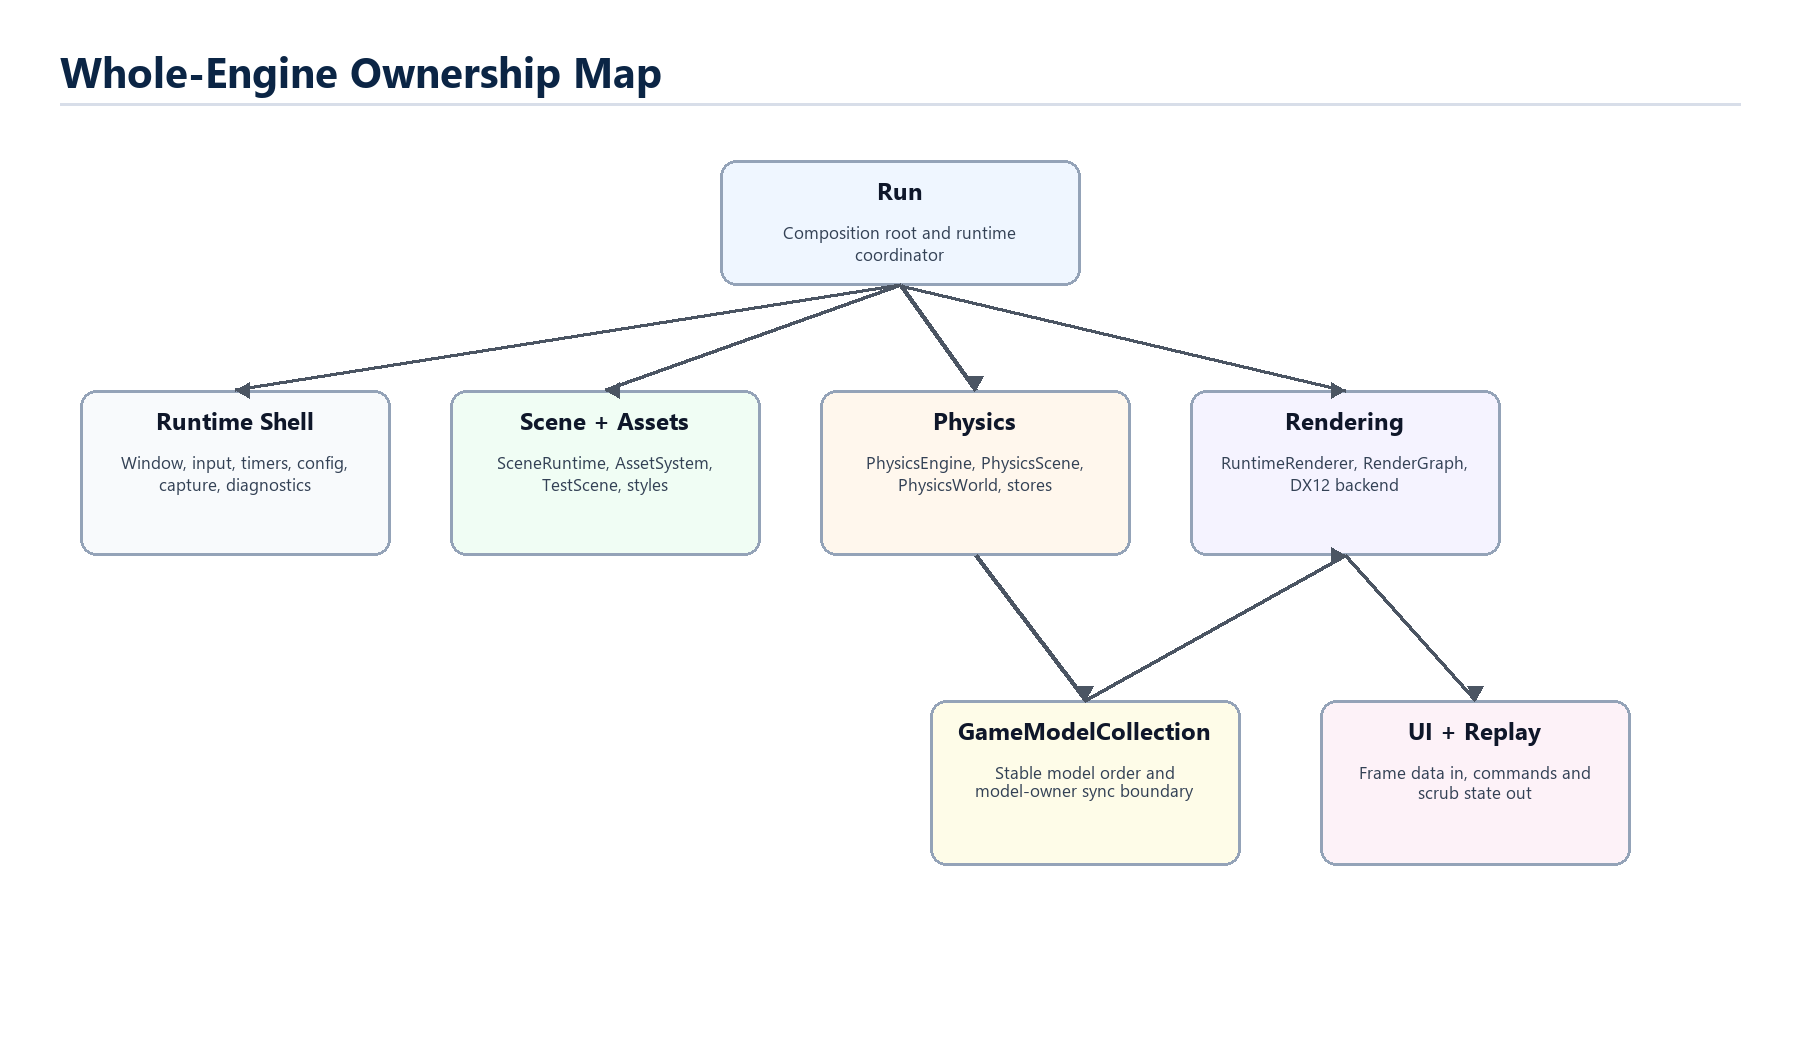 Whole-Engine Ownership Map
Run
Composition root and runtime
coordinator
Runtime Shell
Window, input, timers, config,
capture, diagnostics
Scene + Assets
SceneRuntime, AssetSystem,
TestScene, styles
Physics
PhysicsEngine, PhysicsScene,
PhysicsWorld, stores
Rendering
RuntimeRenderer, RenderGraph,
DX12 backend
GameModelCollection
Stable model order and
model-owner sync boundary
UI + Replay
Frame data in, commands and
scrub state out